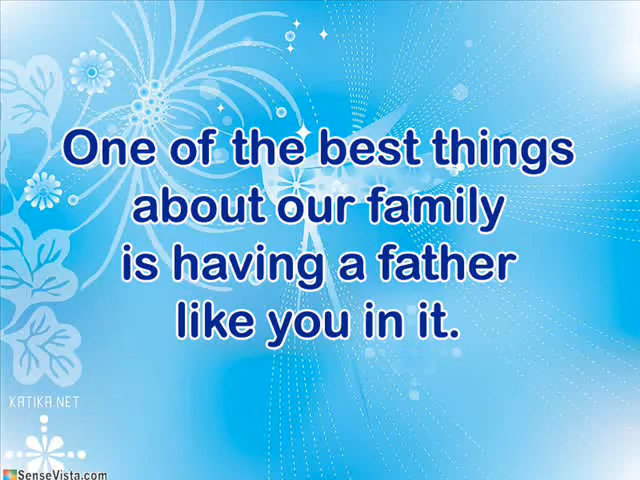 One of the best things
about our family
is having a father
like you in it.
KATIKA.NET
SenseVista.com